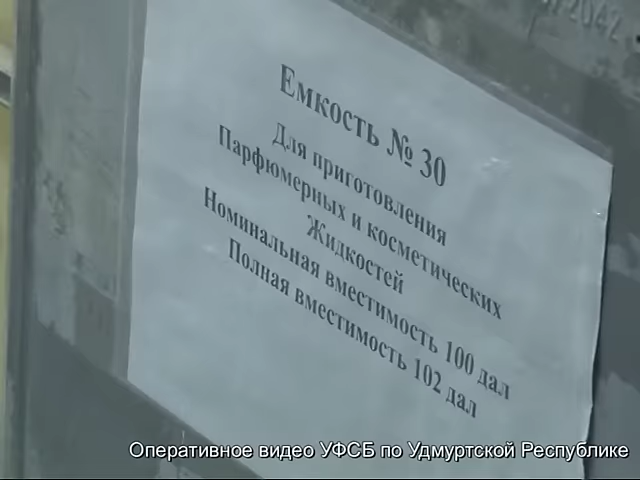 2042
Емкость № 30
Для приготовления
Парфюмерных и косметических
Жидкостей
Номинальная вместимость 100 дал
Полная вместимость 102 дал
Оперативное видео УФСБ по Удмуртской Республике